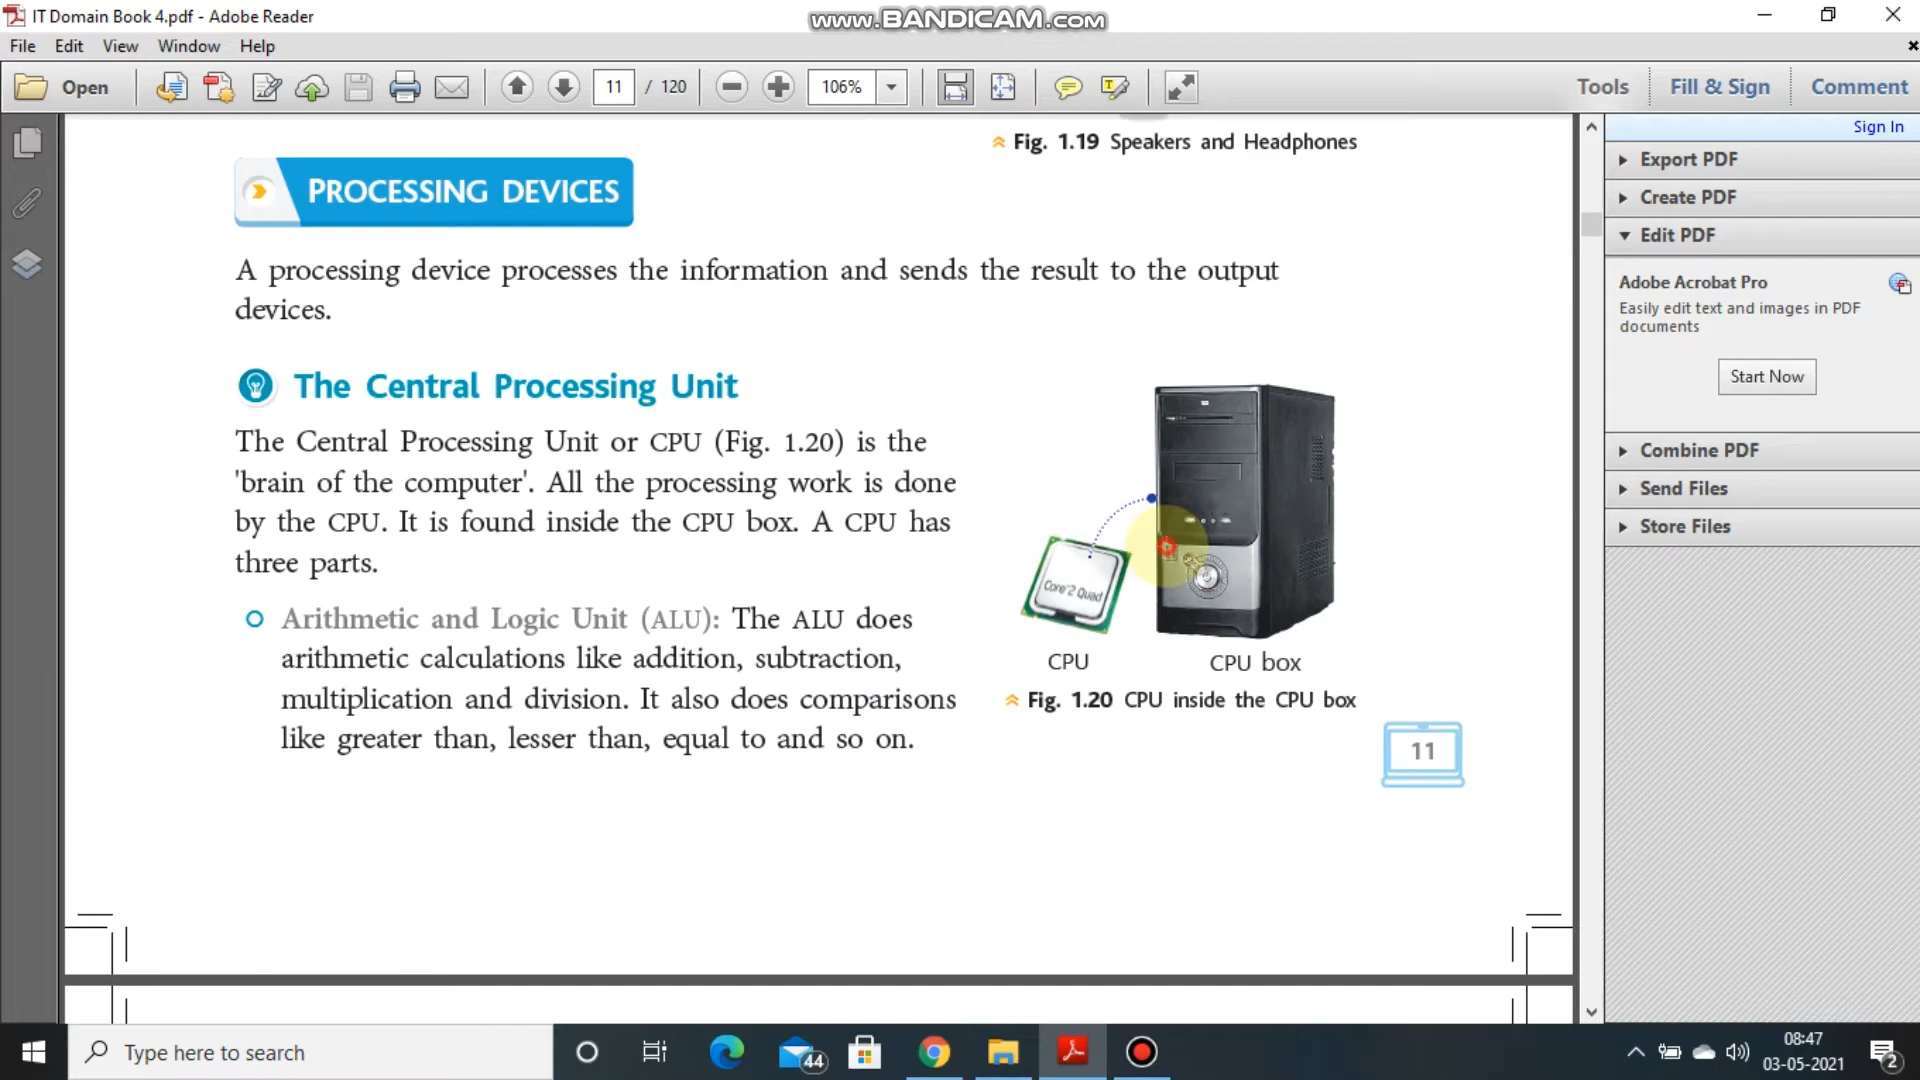 IT Domain Book 4.pdf - Adobe Reader
www.BANDICAM.com
File Edit View Window Help
Open
11 / 120
106%
Tools
Fill & Sign
Comment
Sign In
Export PDF
Create PDF
Edit PDF
Adobe Acrobat Pro
Easily edit text and images in PDF
documents
Start Now
Combine PDF
Send Files
Store Files
Fig. 1.19 Speakers and Headphones
PROCESSING DEVICES
A processing device processes the information and sends the result to the output
devices.
The Central Processing Unit
The Central Processing Unit or CPU (Fig. 1.20) is the
'brain of the computer'. All the processing work is done
by the CPU. It is found inside the CPU box. A CPU has
three parts.
Arithmetic and Logic Unit (ALU): The ALU does
arithmetic calculations like addition, subtraction,
multiplication and division. It also does comparisons
like greater than, lesser than, equal to and so on.
Core™2 Quad
CPU
CPU box
Fig. 1.20 CPU inside the CPU box
11
Type here to search
44
08:47
03-05-2021
2